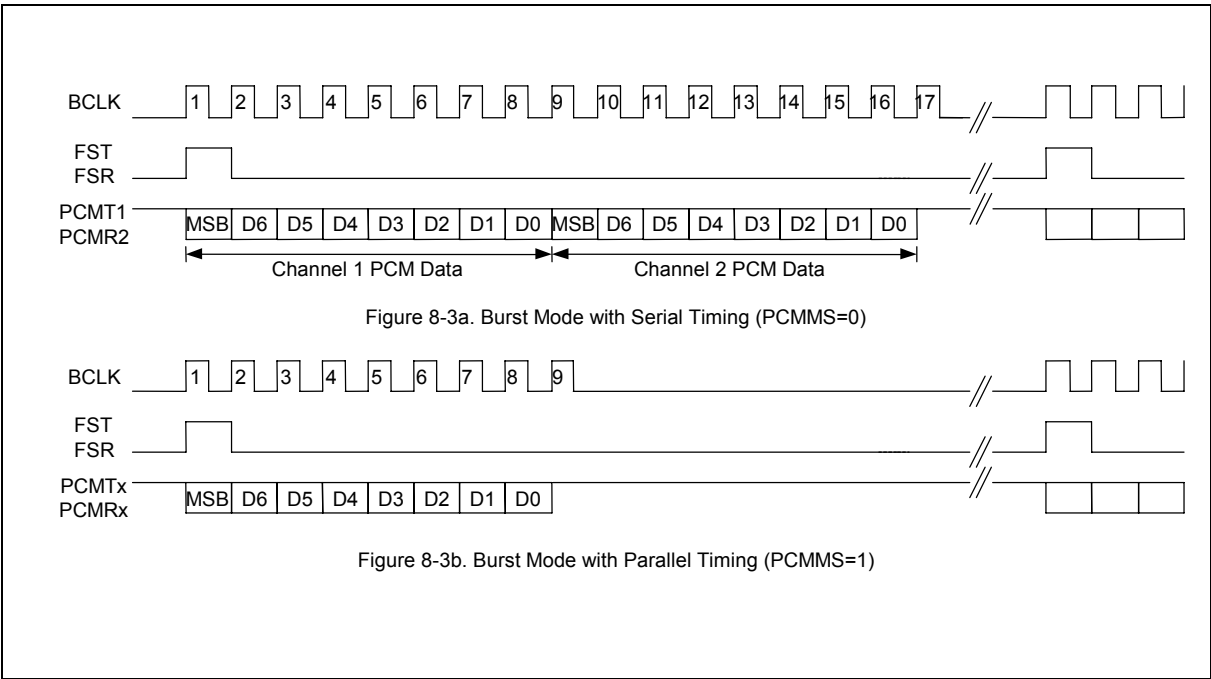 BCLK 1 2 3 4 5 6 7 8 9 10 11 12 13 14 15 16 17
FST
FSR
PCMT1
PCMR2
MSB D6 D5 D4 D3 D2 D1 D0 MSB D6 D5 D4 D3 D2 D1 D0
Channel 1 PCM Data Channel 2 PCM Data
Figure 8-3a. Burst Mode with Serial Timing (PCMMS=0)
BCLK 1 2 3 4 5 6 7 8 9
FST
FSR
PCMTx
PCMRx
MSB D6 D5 D4 D3 D2 D1 D0
Figure 8-3b. Burst Mode with Parallel Timing (PCMMS=1)